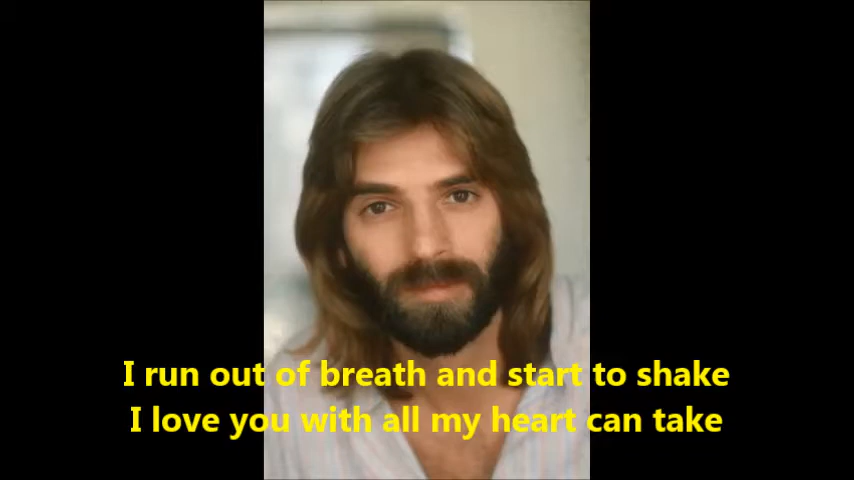 I run out of breath and start to shake
I love you with all my heart can take